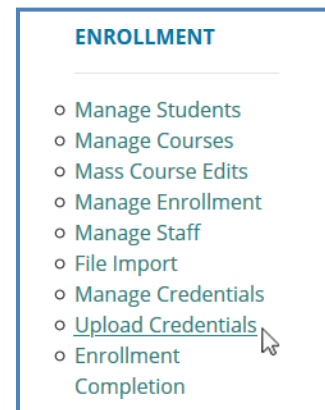 ENROLLMENT
Manage Students
Manage Courses
Mass Course Edits
Manage Enrollment
Manage Staff
File Import
Manage Credentials
Upload Credentials
Enrollment
Completion